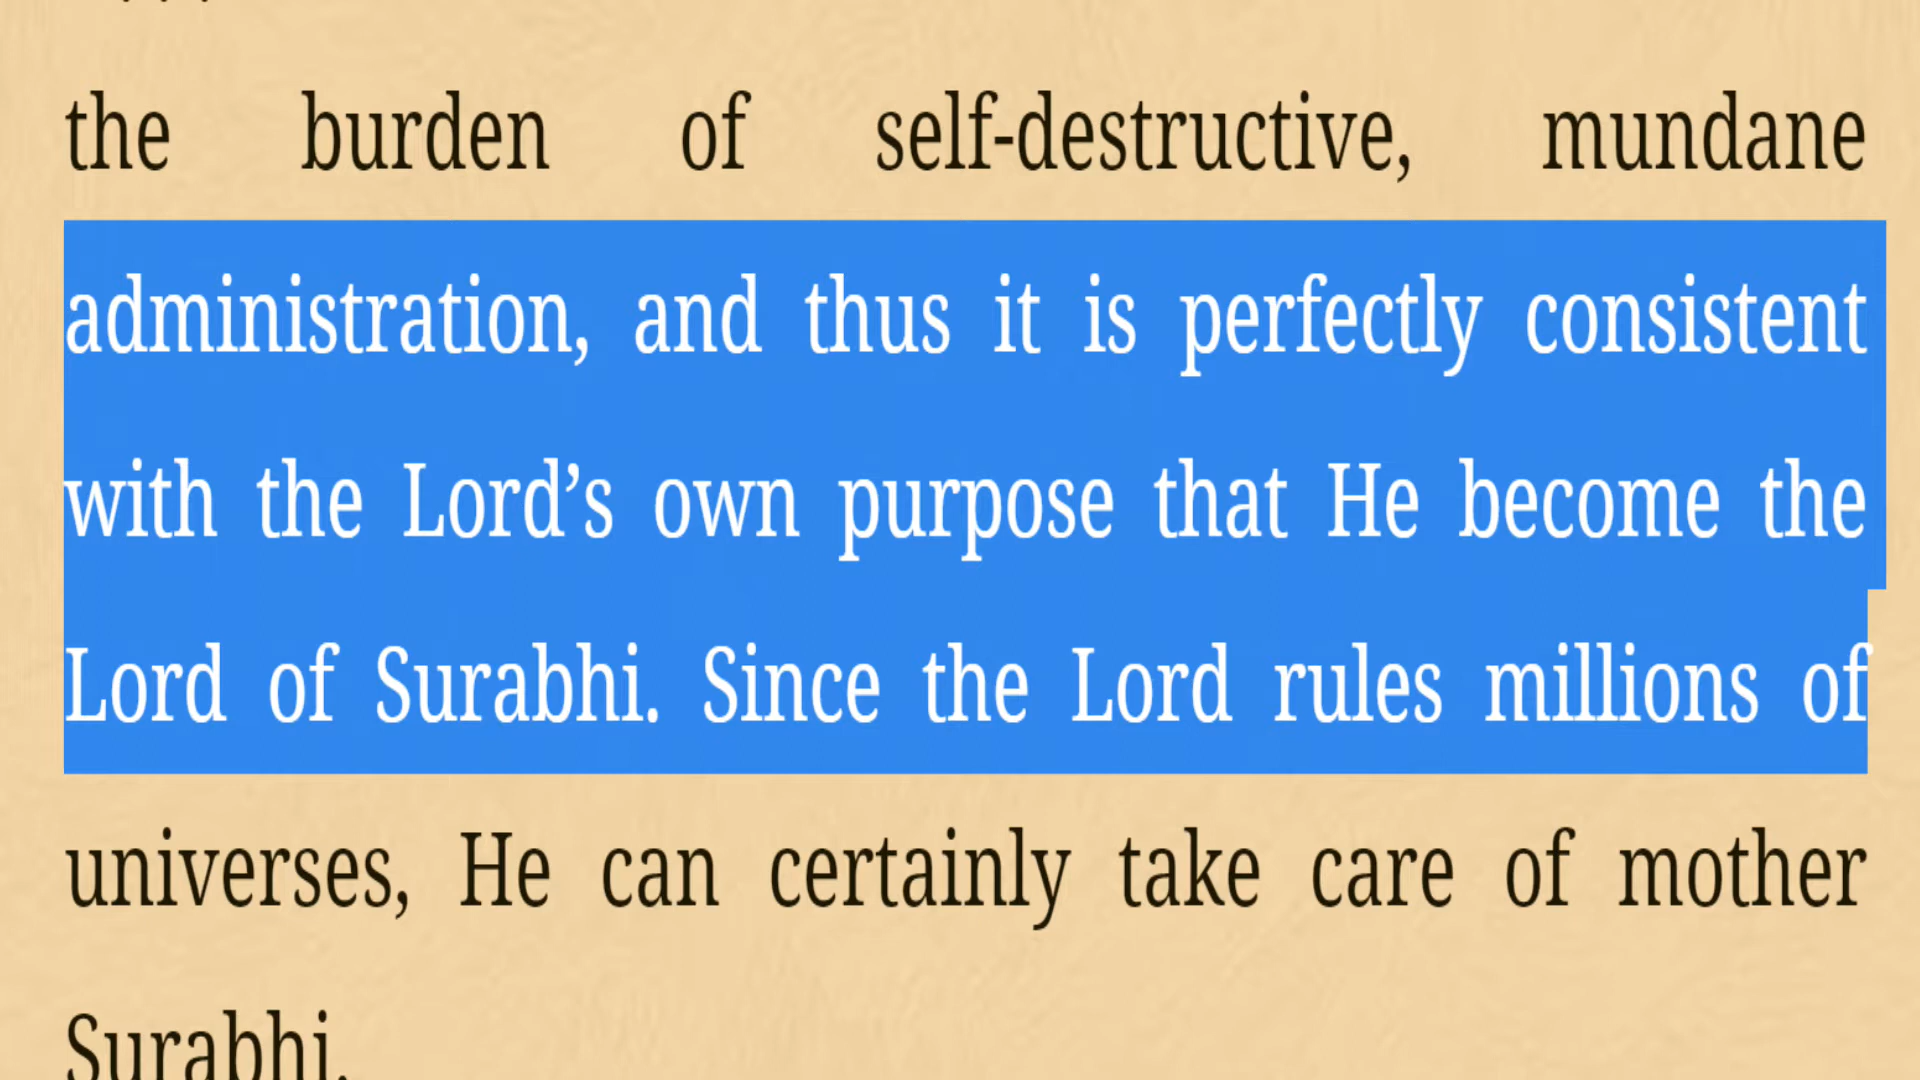 the burden of self-destructive, mundane
administration, and thus it is perfectly consistent
with the Lord’s own purpose that He become the
Lord of Surabhi. Since the Lord rules millions of
universes, He can certainly take care of mother
Surabhi.